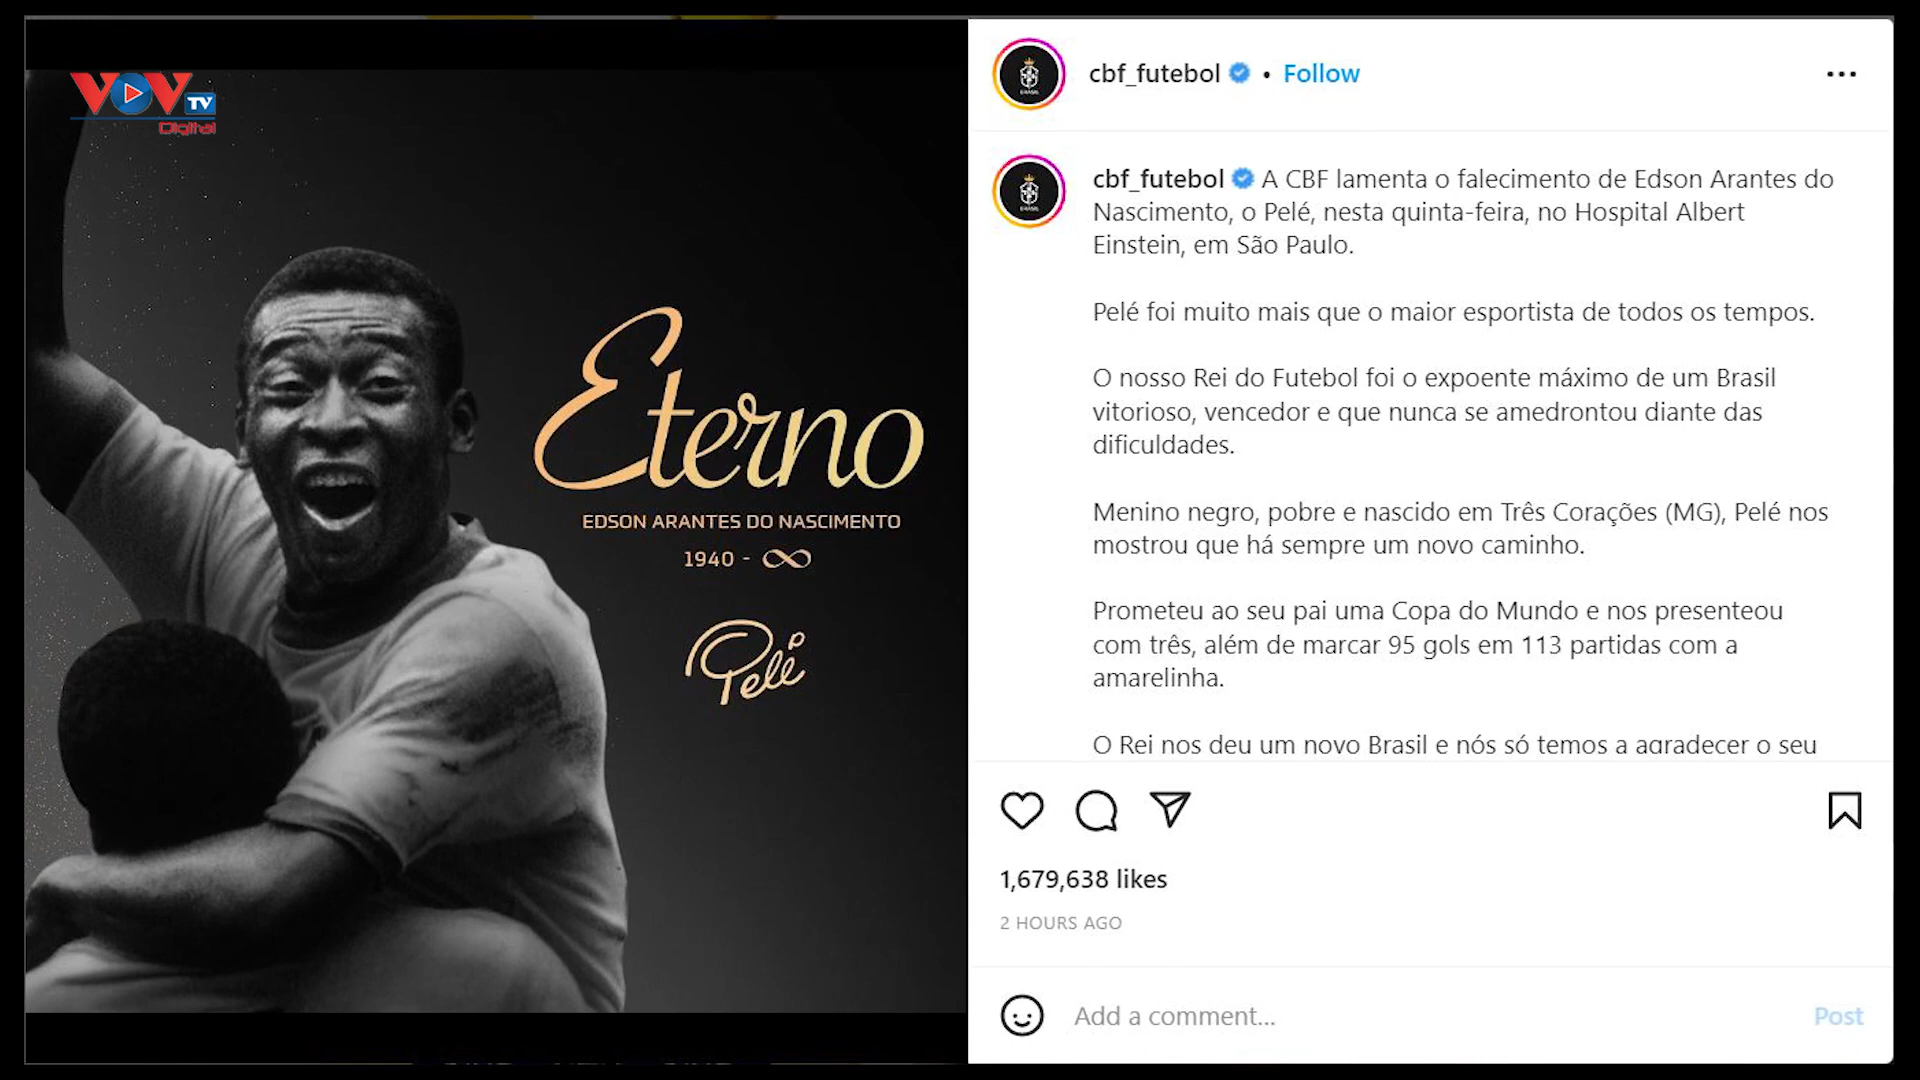 VOV TV
Digital
Eterno
EDSON ARANTES DO NASCIMENTO
1940 - ∞
Pelé
cbf_futebol • Follow
cbf_futebol A CBF lamenta o falecimento de Edson Arantes do
Nascimento, o Pelé, nesta quinta-feira, no Hospital Albert
Einstein, em São Paulo.
Pelé foi muito mais que o maior esportista de todos os tempos.
O nosso Rei do Futebol foi o expoente máximo de um Brasil
vitorioso, vencedor e que nunca se amedrontou diante das
dificuldades.
Menino negro, pobre e nascido em Três Corações (MG), Pelé nos
mostrou que há sempre um novo caminho.
Prometeu ao seu pai uma Copa do Mundo e nos presenteou
com três, além de marcar 95 gols em 113 partidas com a
amarelinha.
O Rei nos deu um novo Brasil e nós só temos a agradecer o seu
1,679,638 likes
2 HOURS AGO
Add a comment...
Post